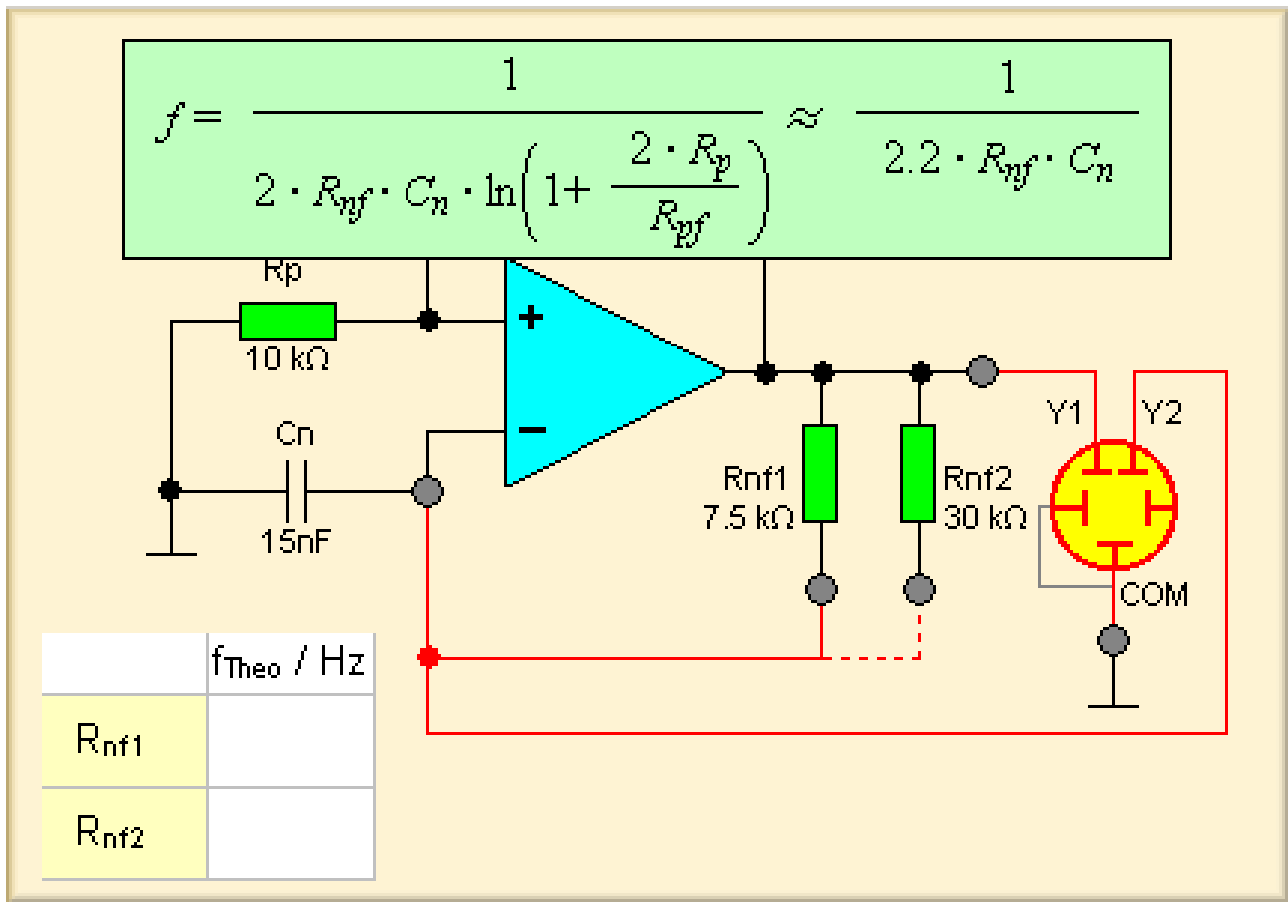 f = 1 / (2 · Rnf · Cn · ln(1+ 2 · Rp / Rpf)) ≈ 1 / (2.2 · Rnf · Cn)
Rp
10 kΩ
+
−
Cn
15nF
Rnf1
7.5 kΩ
Rnf2
30 kΩ
Y1
Y2
COM
fTheo / Hz
Rnf1
Rnf2